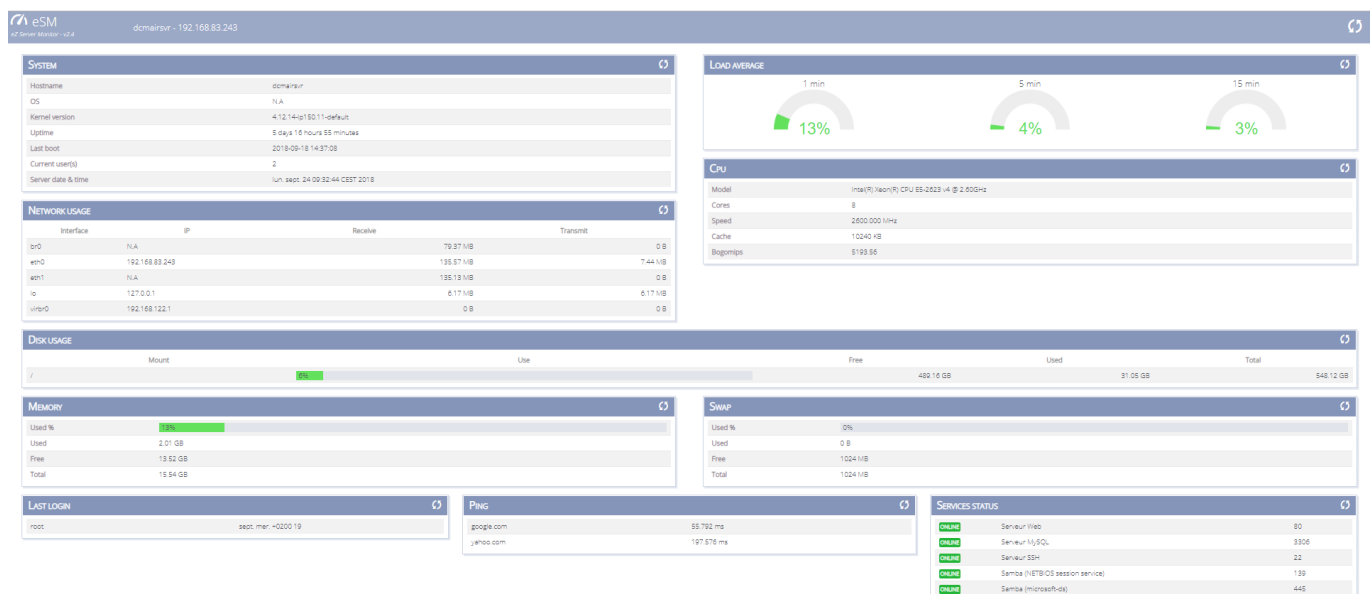 eSM
eZ Server Monitor - v2.4
dcmairsvr - 192.168.83.243
SYSTEM
Hostname dcmairsvr
OS N.A
Kernel version 4.12.14-lp150.11-default
Uptime 5 days 16 hours 55 minutes
Last boot 2018-09-18 14:37:08
Current user(s) 2
Server date & time lun. sept. 24 09:32:44 CEST 2018
LOAD AVERAGE
1 min 5 min 15 min
13% 4% 3%
CPU
Model Intel(R) Xeon(R) CPU E5-2623 v4 @ 2.60GHz
Cores 8
Speed 2600.000 MHz
Cache 10240 KB
Bogomips 5193.56
NETWORK USAGE
Interface IP Receive Transmit
br0 N.A 79.37 MB 0 B
eth0 192.168.83.243 135.57 MB 7.44 MB
eth1 N.A 135.13 MB 0 B
lo 127.0.0.1 6.17 MB 6.17 MB
virbr0 192.168.122.1 0 B 0 B
DISK USAGE
Mount Use Free Used Total
/ 6% 489.16 GB 31.05 GB 548.12 GB
MEMORY
Used % 13%
Used 2.01 GB
Free 13.52 GB
Total 15.54 GB
SWAP
Used % 0%
Used 0 B
Free 1024 MB
Total 1024 MB
LAST LOGIN
root sept. mer. +0200 19
PING
google.com 55.792 ms
yahoo.com 197.576 ms
SERVICES STATUS
ONLINE Serveur Web 80
ONLINE Serveur MySQL 3306
ONLINE Serveur SSH 22
ONLINE Samba (NETBIOS session service) 139
ONLINE Samba (microsoft-ds) 445